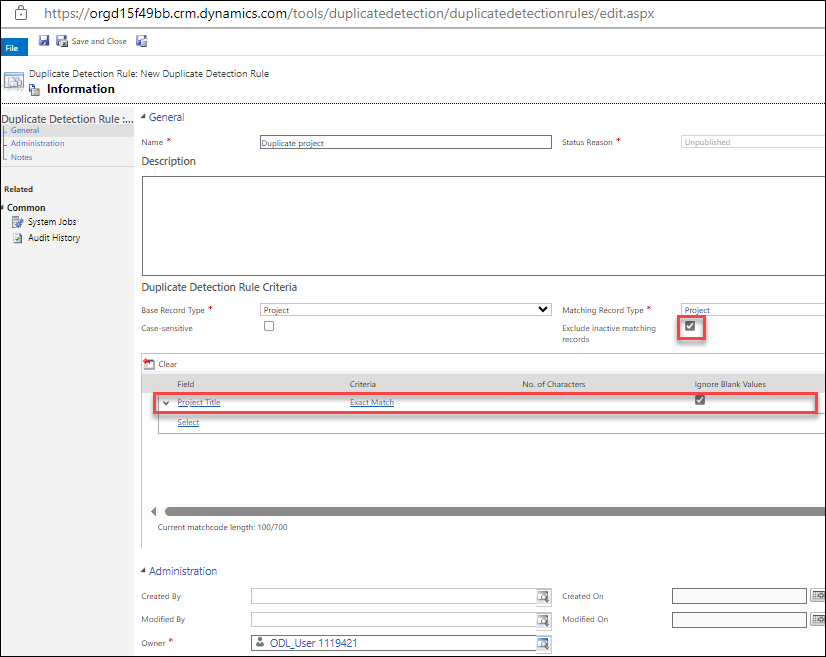 https://orgd15f49bb.crm.dynamics.com/tools/duplicatedetection/duplicatedetectionrules/edit.aspx
File
Save and Close
Duplicate Detection Rule: New Duplicate Detection Rule
Information
Duplicate Detection Rule :...
General
Administration
Notes
Related
Common
System Jobs
Audit History
General
Name * Duplicate project Status Reason * Unpublished
Description
Duplicate Detection Rule Criteria
Base Record Type * Project Matching Record Type * Project
Case-sensitive Exclude inactive matching
records
Clear
Field Criteria No. of Characters Ignore Blank Values
Project Title Exact Match
Select
Current matchcode length: 100/700
Administration
Created By Created On
Modified By Modified On
Owner * ODL_User 1119421